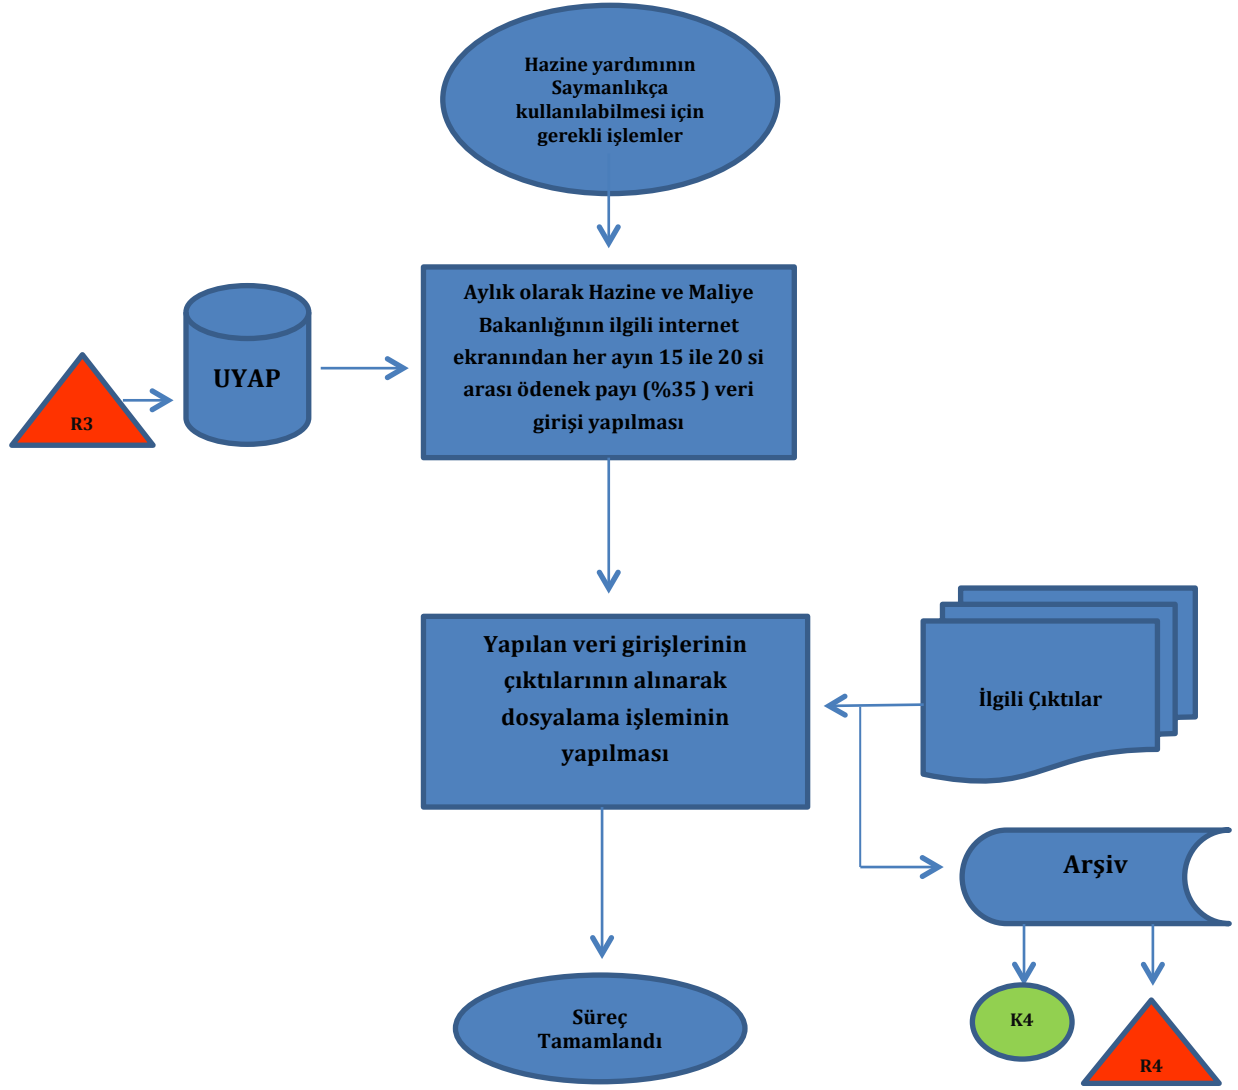 Hazine yardımının
Saymanlıkça
kullanılabilmesi için
gerekli işlemler
Aylık olarak Hazine ve Maliye
Bakanlığının ilgili internet
ekranından her ayın 15 ile 20 si
arası ödenek payı (%35 ) veri
girişi yapılması
UYAP
R3
Yapılan veri girişlerinin
çıktılarının alınarak
dosyalama işleminin
yapılması
İlgili Çıktılar
Arşiv
K4
R4
Süreç
Tamamlandı